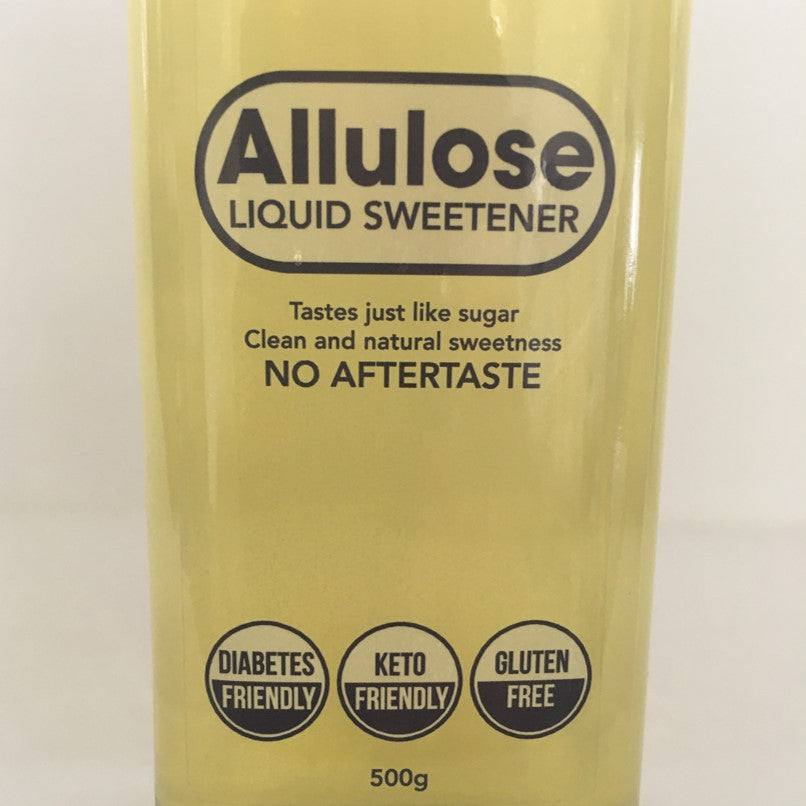 Allulose
LIQUID SWEETENER
Tastes just like sugar
Clean and natural sweetness
NO AFTERTASTE
DIABETES
FRIENDLY
KETO
FRIENDLY
GLUTEN
FREE
500g